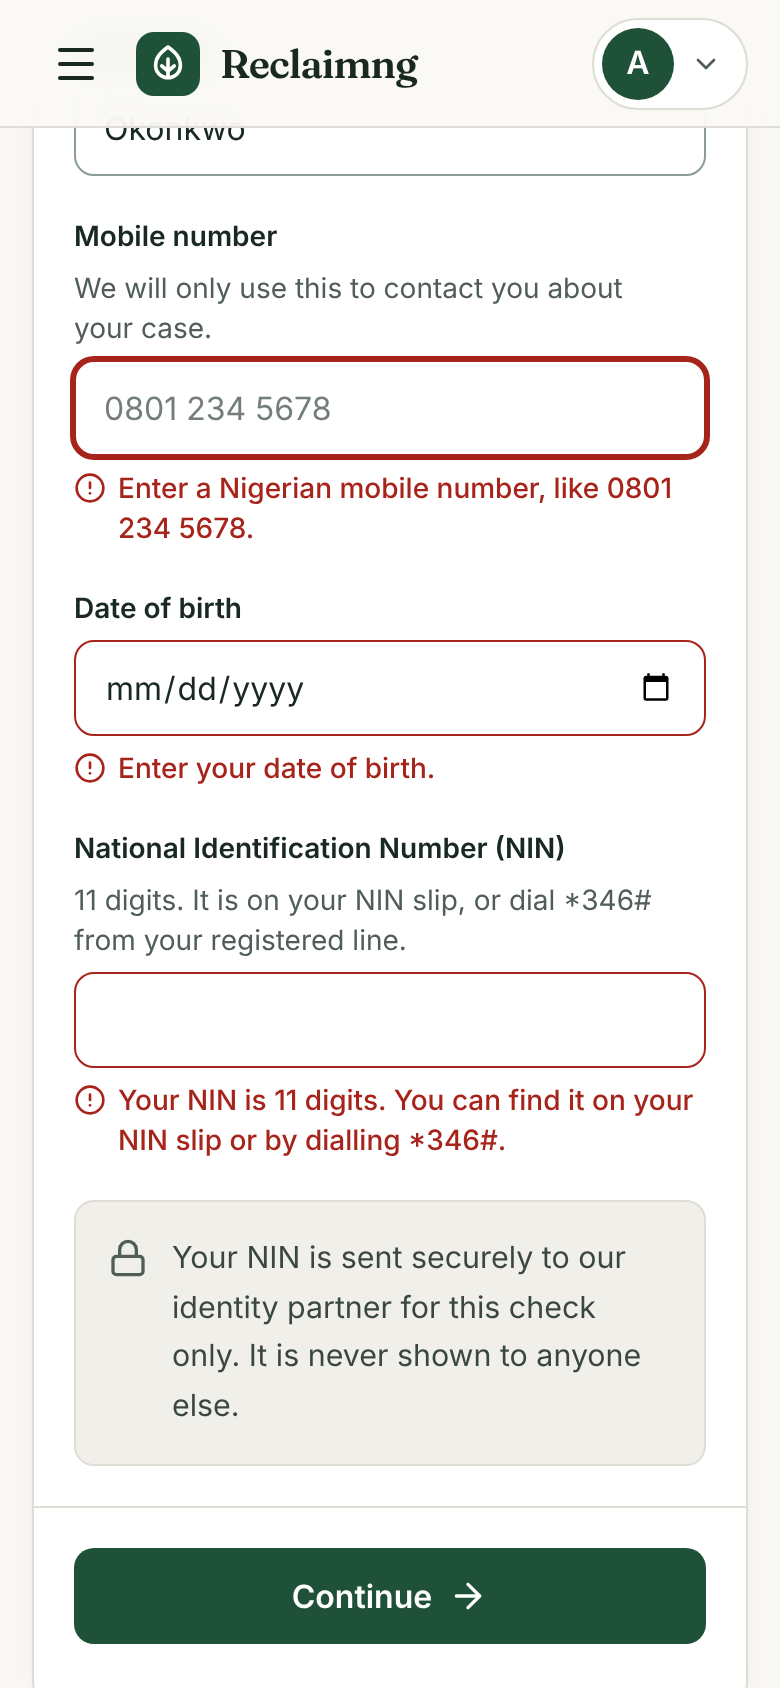 Reclaimng
A
Okonkwo
Mobile number
We will only use this to contact you about
your case.
0801 234 5678
Enter a Nigerian mobile number, like 0801
234 5678.
Date of birth
mm/dd/yyyy
Enter your date of birth.
National Identification Number (NIN)
11 digits. It is on your NIN slip, or dial *346#
from your registered line.
Your NIN is 11 digits. You can find it on your
NIN slip or by dialling *346#.
Your NIN is sent securely to our
identity partner for this check
only. It is never shown to anyone
else.
Continue